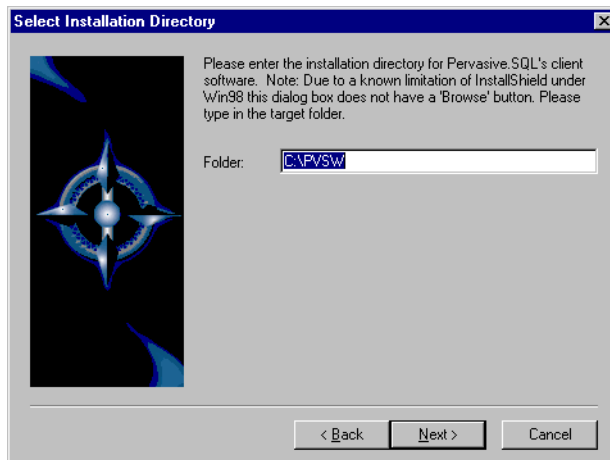 Select Installation Directory
Please enter the installation directory for Pervasive.SQL's client
software.  Note: Due to a known limitation of InstallShield under
Win98 this dialog box does not have a 'Browse' button. Please
type in the target folder.
Folder: C:\PVSW
< Back Next > Cancel